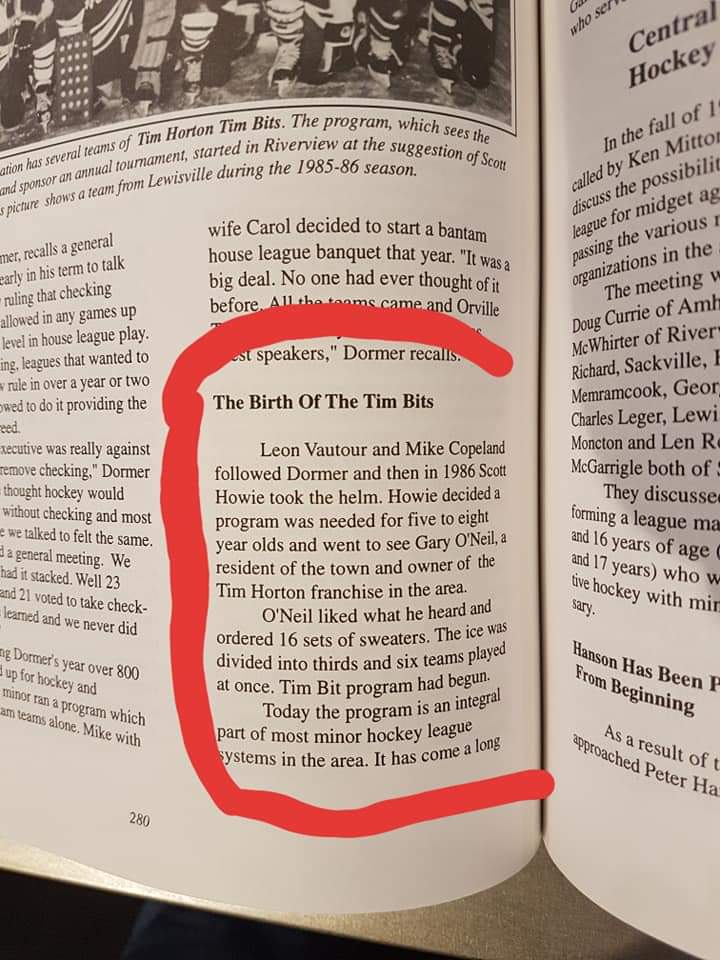 ation has several teams of Tim Horton Tim Bits. The program, which sees the
and sponsor an annual tournament, started in Riverview at the suggestion of Scott
s picture shows a team from Lewisville during the 1985-86 season.
mer, recalls a general
early in his term to talk
ruling that checking
allowed in any games up
level in house league play.
ing, leagues that wanted to
w rule in over a year or two
owed to do it providing the
eed.
xecutive was really against
remove checking," Dormer
thought hockey would
without checking and most
e we talked to felt the same.
d a general meeting. We
had it stacked. Well 23
and 21 voted to take check-
learned and we never did
ng Dormer's year over 800
d up for hockey and
minor ran a program which
am teams alone. Mike with
280
wife Carol decided to start a bantam
house league banquet that year. "It was a
big deal. No one had ever thought of it
before. All the teams came and Orville
est speakers," Dormer recalls.
The Birth Of The Tim Bits
Leon Vautour and Mike Copeland
followed Dormer and then in 1986 Scott
Howie took the helm. Howie decided a
program was needed for five to eight
year olds and went to see Gary O'Neil, a
resident of the town and owner of the
Tim Horton franchise in the area.
O'Neil liked what he heard and
ordered 16 sets of sweaters. The ice was
divided into thirds and six teams played
at once. Tim Bit program had begun.
Today the program is an integral
part of most minor hockey league
systems in the area. It has come a long
who serv
Central
Hockey
In the fall of 1
called by Ken Mitto
discuss the possibilit
league for midget ag
passing the various r
organizations in the
The meeting w
Doug Currie of Amh
McWhirter of River
Richard, Sackville,
Memramcook, Geor
Charles Leger, Lewi
Moncton and Len R
McGarrigle both of
They discusse
forming a league ma
and 16 years of age (
and 17 years) who w
tive hockey with min
sary.
Hanson Has Been P
From Beginning
As a result of t
approached Peter Ha